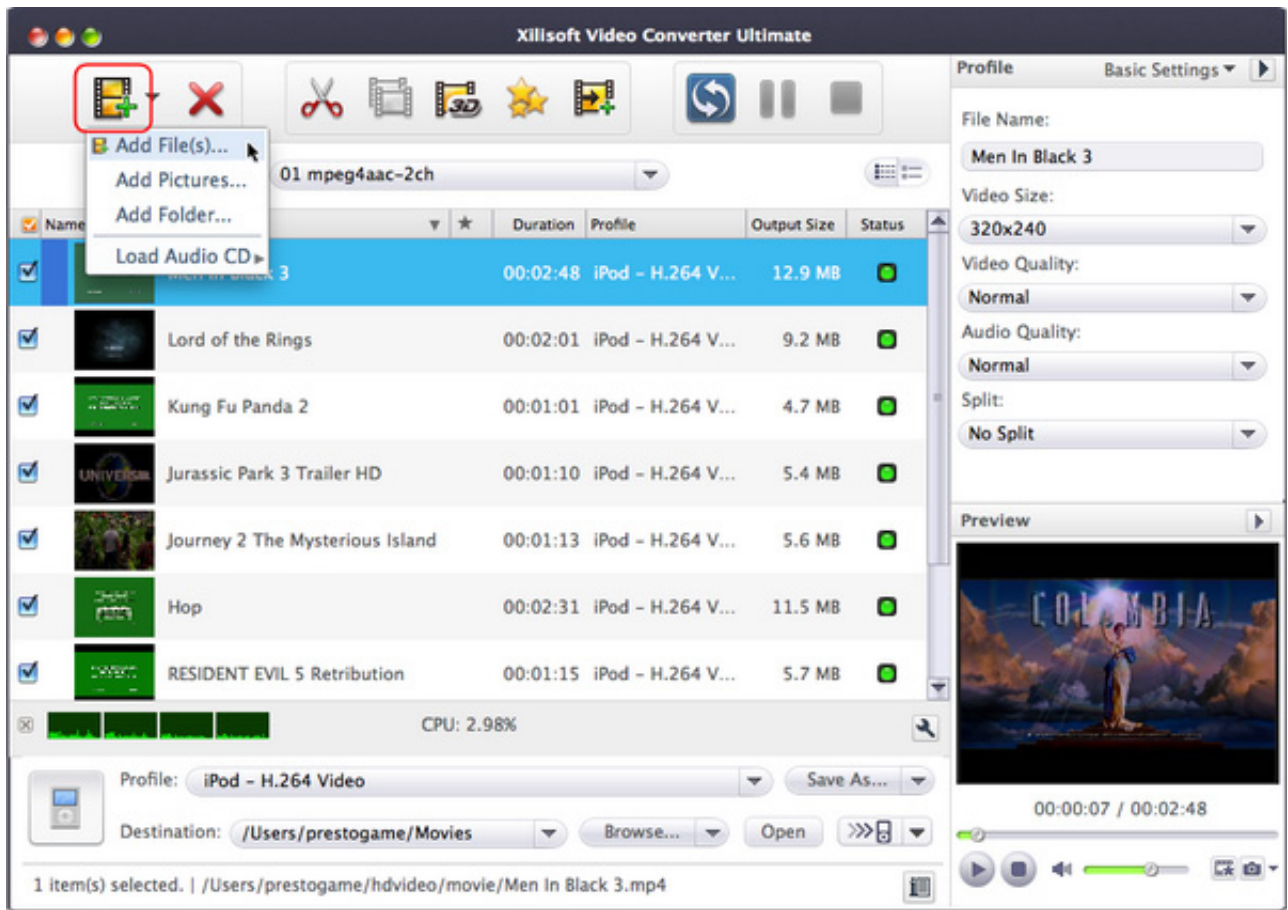 Xilisoft Video Converter Ultimate
3D
Add File(s)...
Add Pictures...
Add Folder...
Load Audio CD
01 mpeg4aac-2ch
Name Duration Profile Output Size Status
Men In Black 3 00:02:48 iPod - H.264 V... 12.9 MB
Lord of the Rings 00:02:01 iPod - H.264 V... 9.2 MB
Kung Fu Panda 2 00:01:01 iPod - H.264 V... 4.7 MB
UNIVERSAL Jurassic Park 3 Trailer HD 00:01:10 iPod - H.264 V... 5.4 MB
Journey 2 The Mysterious Island 00:01:13 iPod - H.264 V... 5.6 MB
Hop 00:02:31 iPod - H.264 V... 11.5 MB
RESIDENT EVIL 5 Retribution 00:01:15 iPod - H.264 V... 5.7 MB
CPU: 2.98%
Profile: iPod - H.264 Video Save As...
Destination: /Users/prestogame/Movies Browse... Open
1 item(s) selected. | /Users/prestogame/hdvideo/movie/Men In Black 3.mp4
Profile Basic Settings
File Name:
Men In Black 3
Video Size:
320x240
Video Quality:
Normal
Audio Quality:
Normal
Split:
No Split
Preview
COLUMBIA
00:00:07 / 00:02:48